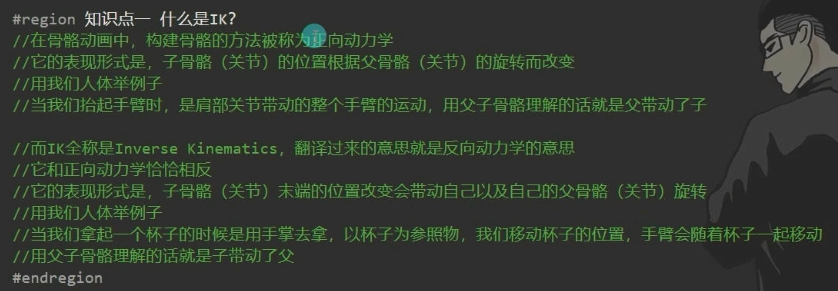 #region 知识点一 什么是IK?
//在骨骼动画中，构建骨骼的方法被称为正向动力学
//它的表现形式是，子骨骼（关节）的位置根据父骨骼（关节）的旋转而改变
//用我们人体举例子
//当我们抬起手臂时，是肩部关节带动的整个手臂的运动，用父子骨骼理解的话就是父带动了子
//而IK全称是Inverse Kinematics，翻译过来的意思就是反向动力学的意思
//它和正向动力学恰恰相反
//它的表现形式是，子骨骼（关节）末端的位置改变会带动自己以及自己的父骨骼（关节）旋转
//用我们人体举例子
//当我们拿起一个杯子的时候是用手掌去拿，以杯子为参照物，我们移动杯子的位置，手臂会随着杯子一起移动
//用父子骨骼理解的话就是子带动了父
#endregion